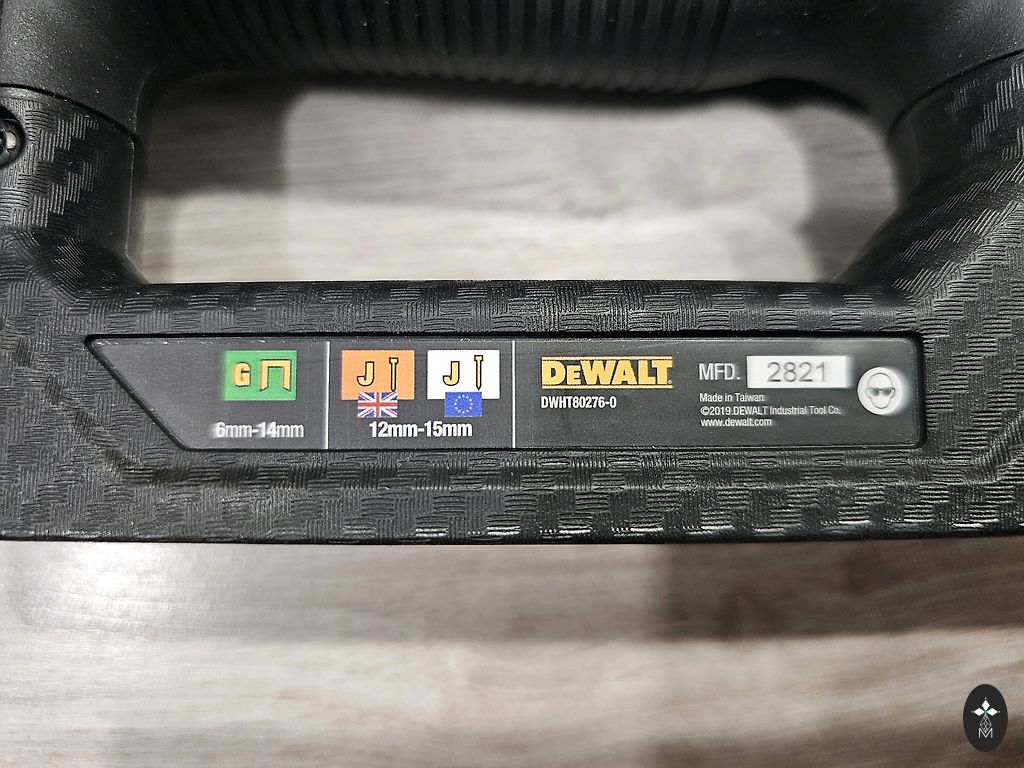 G
6mm-14mm
J J
12mm-15mm
DEWALT
DWHT80276-0
MFD. 2821
Made in Taiwan
©2019 DEWALT Industrial Tool Co.
www.dewalt.com
M